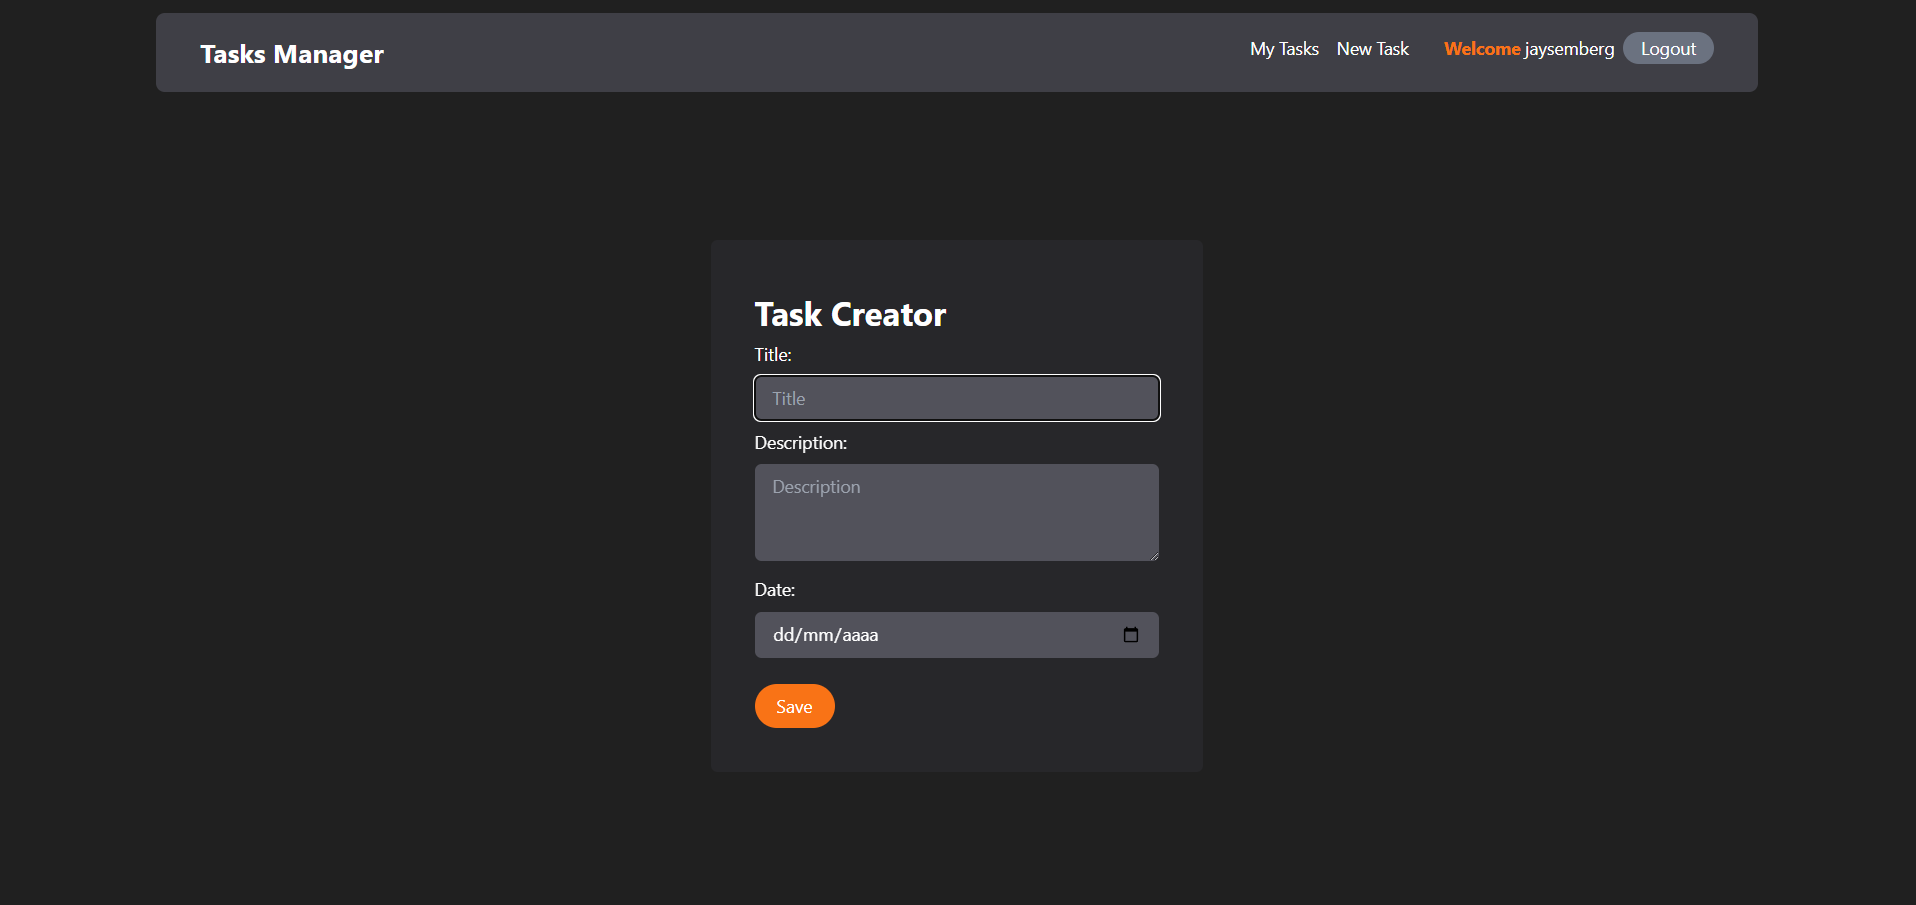 Tasks Manager
My Tasks New Task Welcome jaysemberg Logout
Task Creator
Title:
Title
Description:
Description
Date:
dd/mm/aaaa
Save